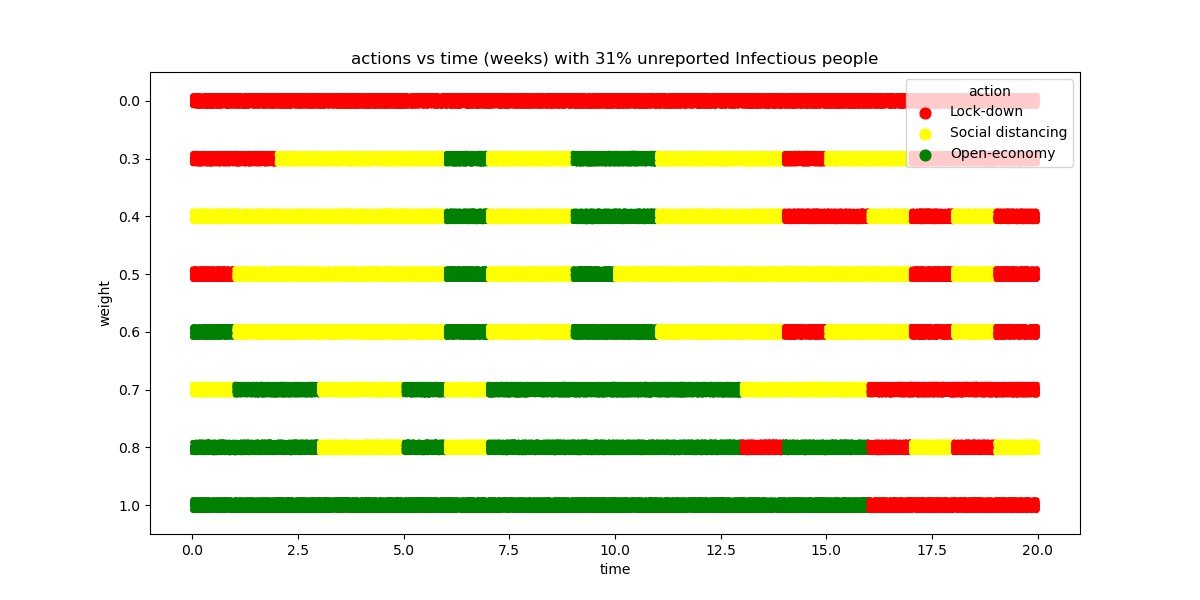 actions vs time (weeks) with 31% unreported Infectious people
action
Lock-down
Social distancing
Open-economy
weight
0.0
0.3
0.4
0.5
0.6
0.7
0.8
1.0
0.0 2.5 5.0 7.5 10.0 12.5 15.0 17.5 20.0
time